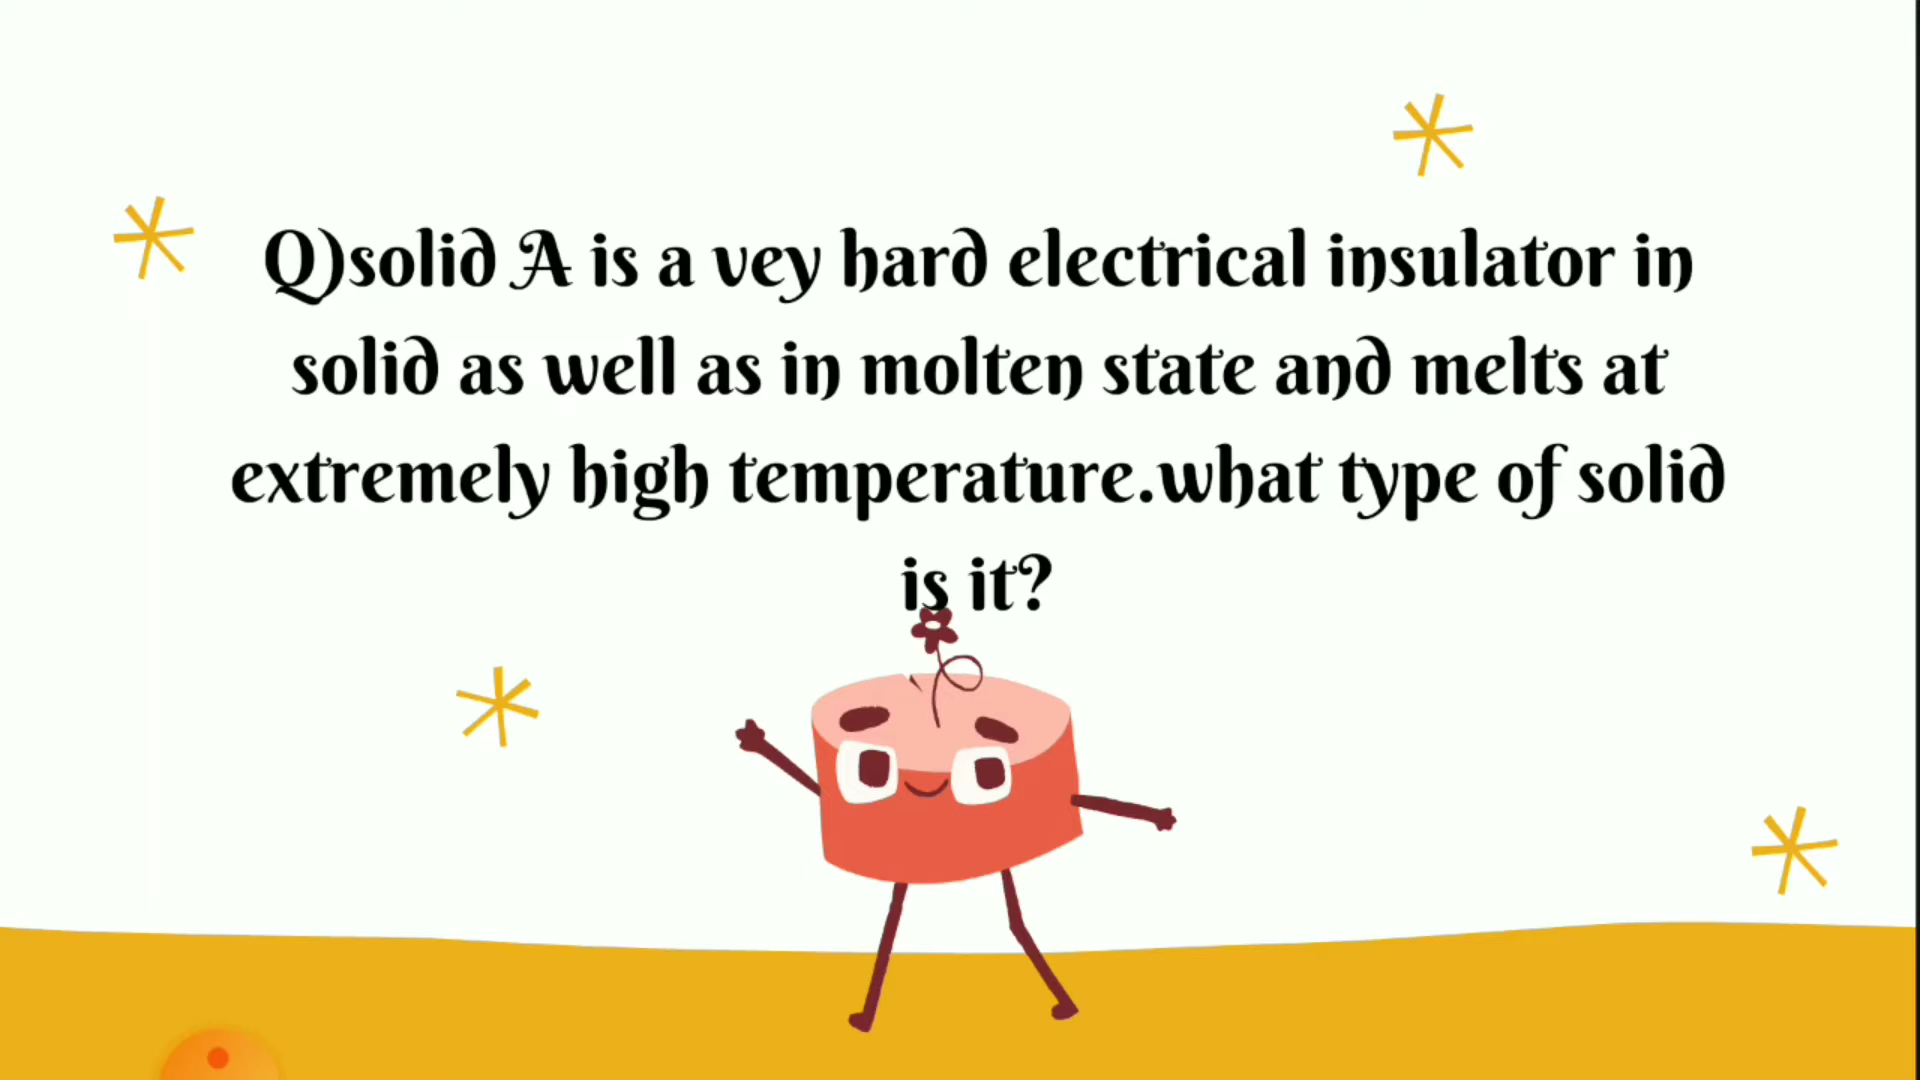 Q)solid A is a vey hard electrical insulator in
solid as well as in molten state and melts at
extremely high temperature.what type of solid
is it?